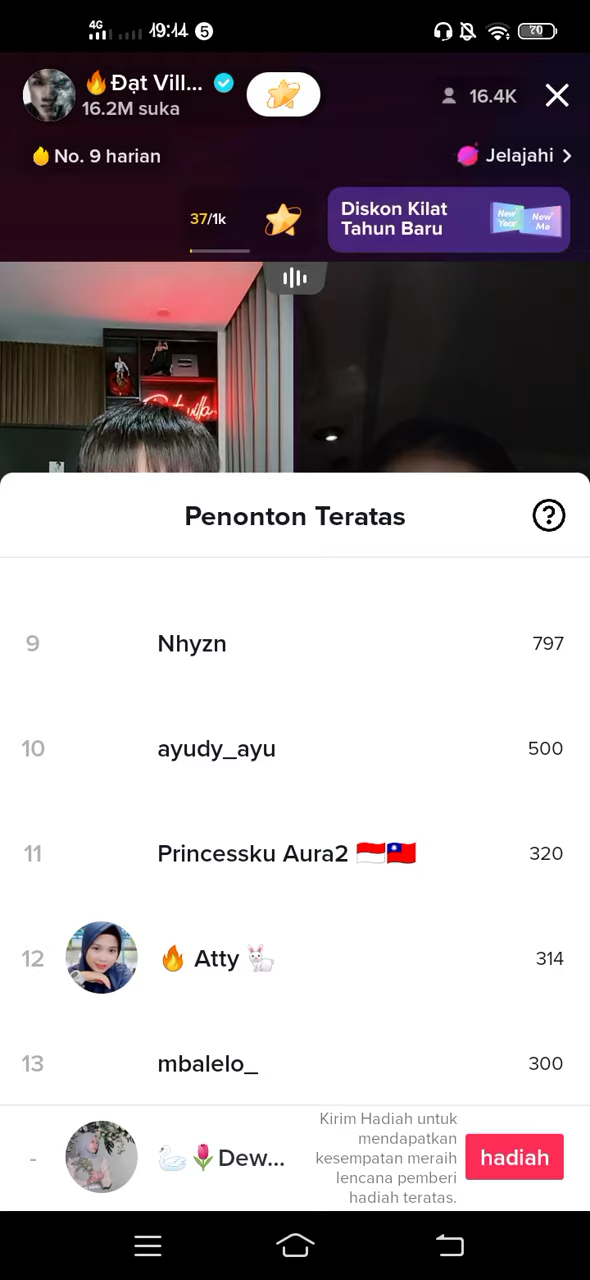 4G 19:14 5 70
🔥Đạt Vill...
16.2M suka
16.4K
No. 9 harian
Jelajahi >
37/1k
Diskon Kilat
Tahun Baru
New Year
New Me
Penonton Teratas
?
9 Nhyzn 797
10 ayudy_ayu 500
11 Princessku Aura2 🇮🇩🇹🇼 320
12 🔥 Atty 🐇 314
13 mbalelo_ 300
- 🦢🌷Dew...
Kirim Hadiah untuk
mendapatkan
kesempatan meraih
lencana pemberi
hadiah teratas.
hadiah